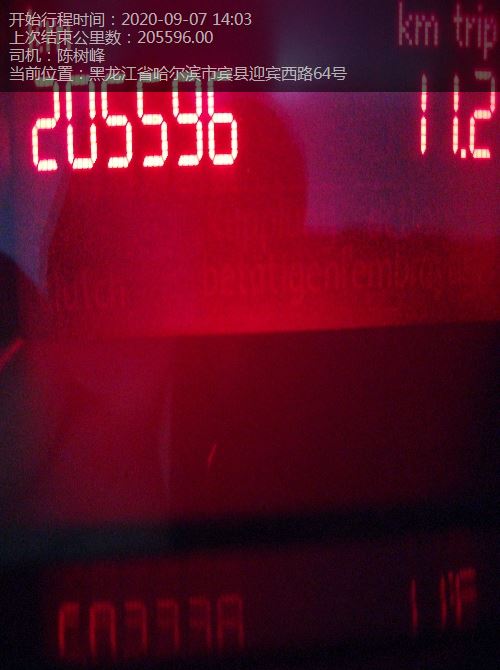 开始行程时间：2020-09-07 14:03
上次结束公里数：205596.00
司机：陈树峰
当前位置：黑龙江省哈尔滨市宾县迎宾西路64号
km trip
205596 11.2